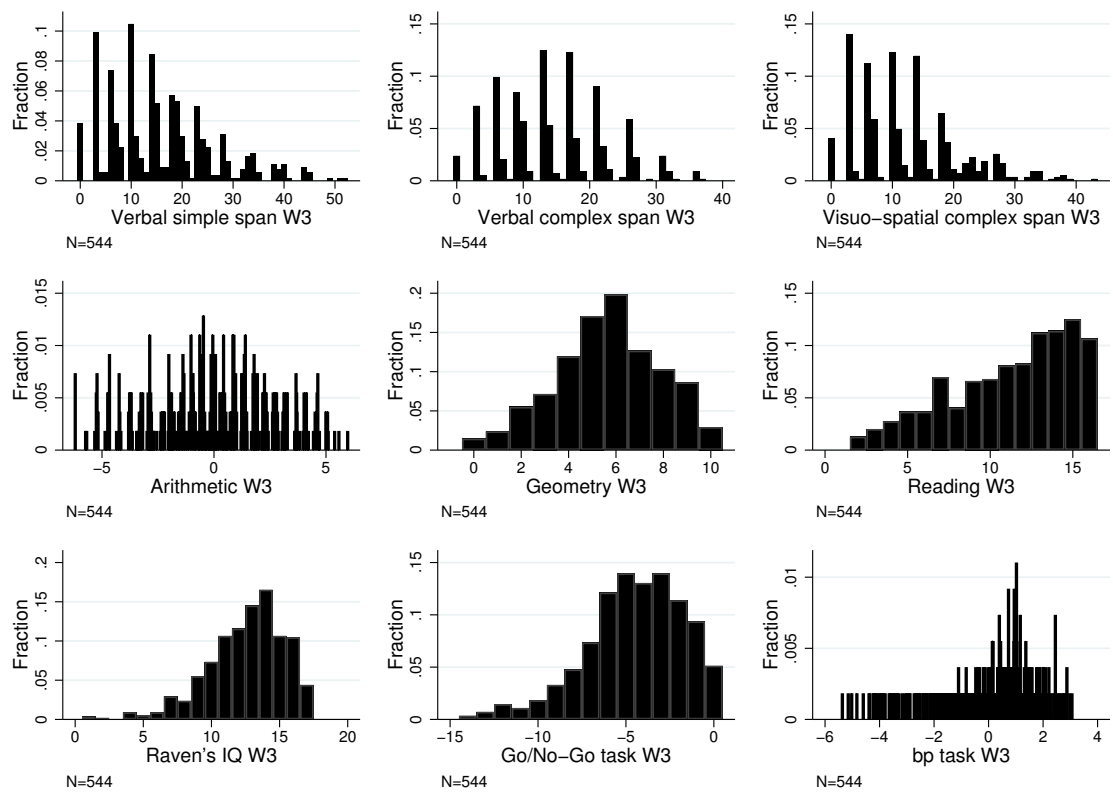 Fraction
0 .02 .04 .06 .08 .1
0 10 20 30 40 50
Verbal simple span W3
N=544
Fraction
0 .05 .1 .15
0 10 20 30 40
Verbal complex span W3
N=544
Fraction
0 .05 .1 .15
0 10 20 30 40
Visuo−spatial complex span W3
N=544
Fraction
0 .005 .01 .015
−5 0 5
Arithmetic W3
N=544
Fraction
0 .05 .1 .15 .2
0 2 4 6 8 10
Geometry W3
N=544
Fraction
0 .05 .1 .15
0 5 10 15
Reading W3
N=544
Fraction
0 .05 .1 .15 .2
0 5 10 15 20
Raven's IQ W3
N=544
Fraction
0 .05 .1 .15
−15 −10 −5 0
Go/No−Go task W3
N=544
Fraction
0 .005 .01
−6 −4 −2 0 2 4
bp task W3
N=544